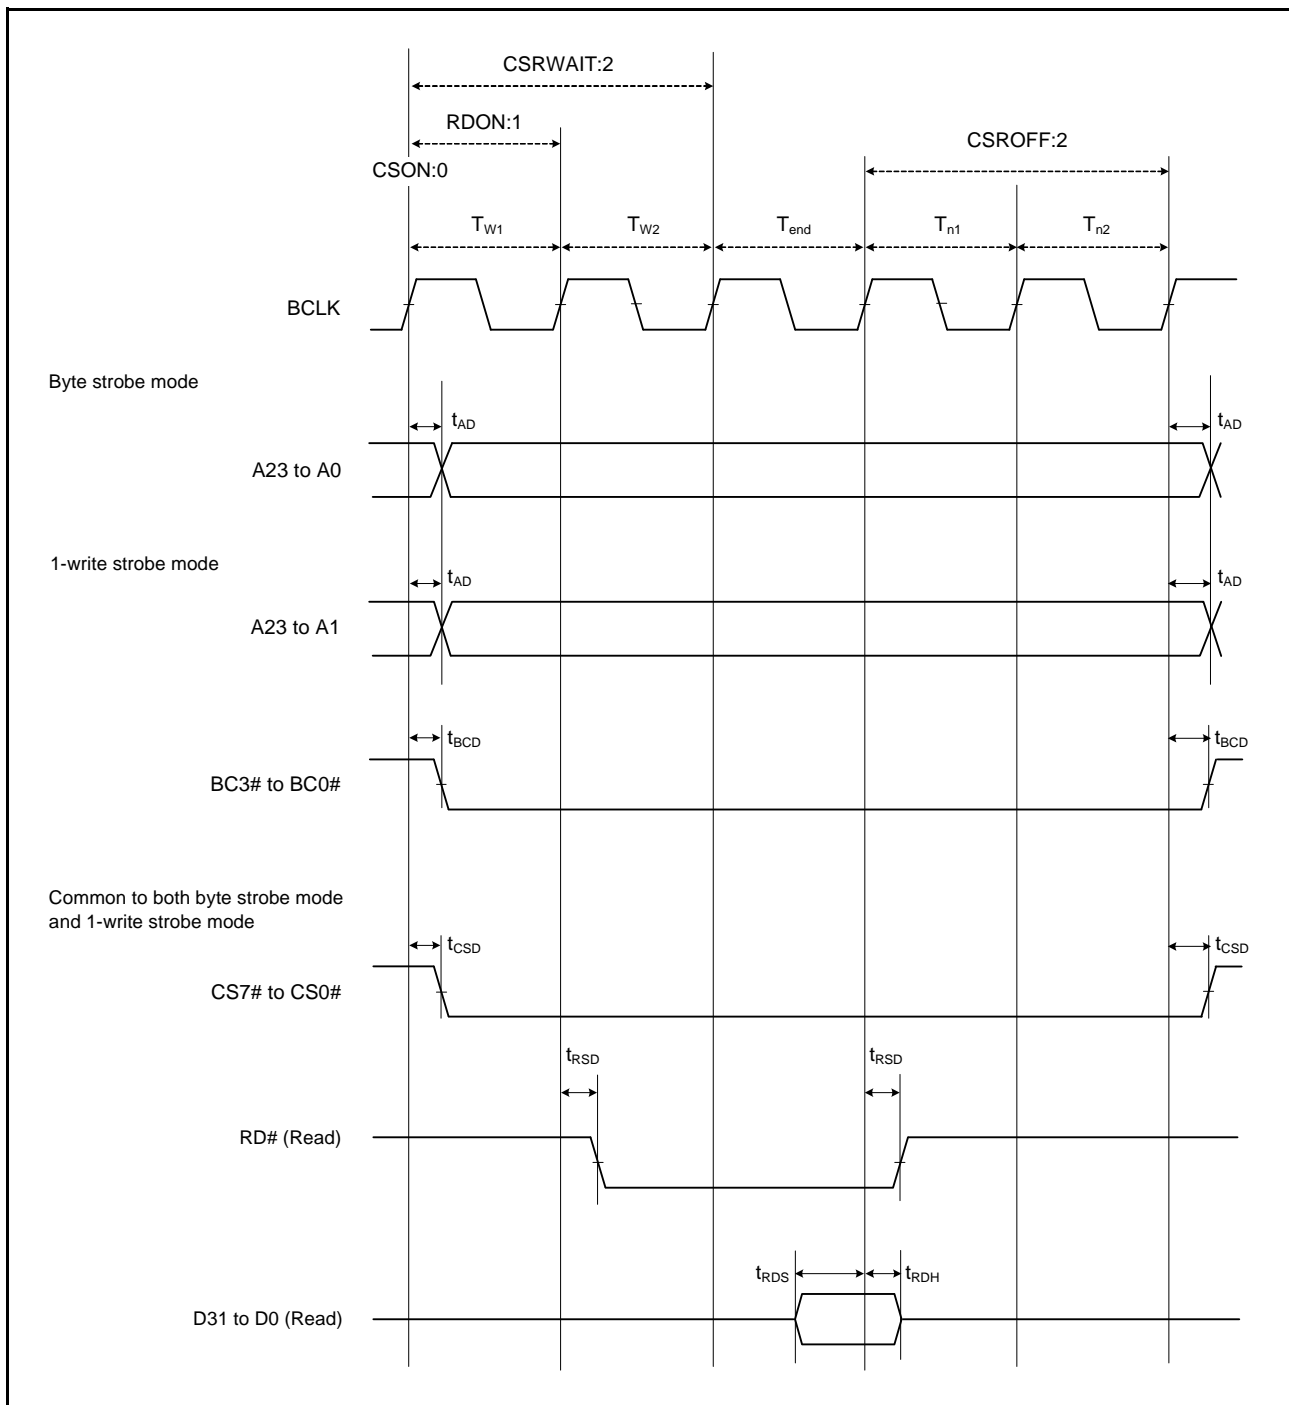 CSRWAIT:2
RDON:1
CSROFF:2
CSON:0
TW1 TW2 Tend Tn1 Tn2
BCLK
Byte strobe mode
tAD tAD
A23 to A0
1-write strobe mode
tAD tAD
A23 to A1
tBCD tBCD
BC3# to BC0#
Common to both byte strobe mode
and 1-write strobe mode
tCSD tCSD
CS7# to CS0#
tRSD tRSD
RD# (Read)
tRDS tRDH
D31 to D0 (Read)